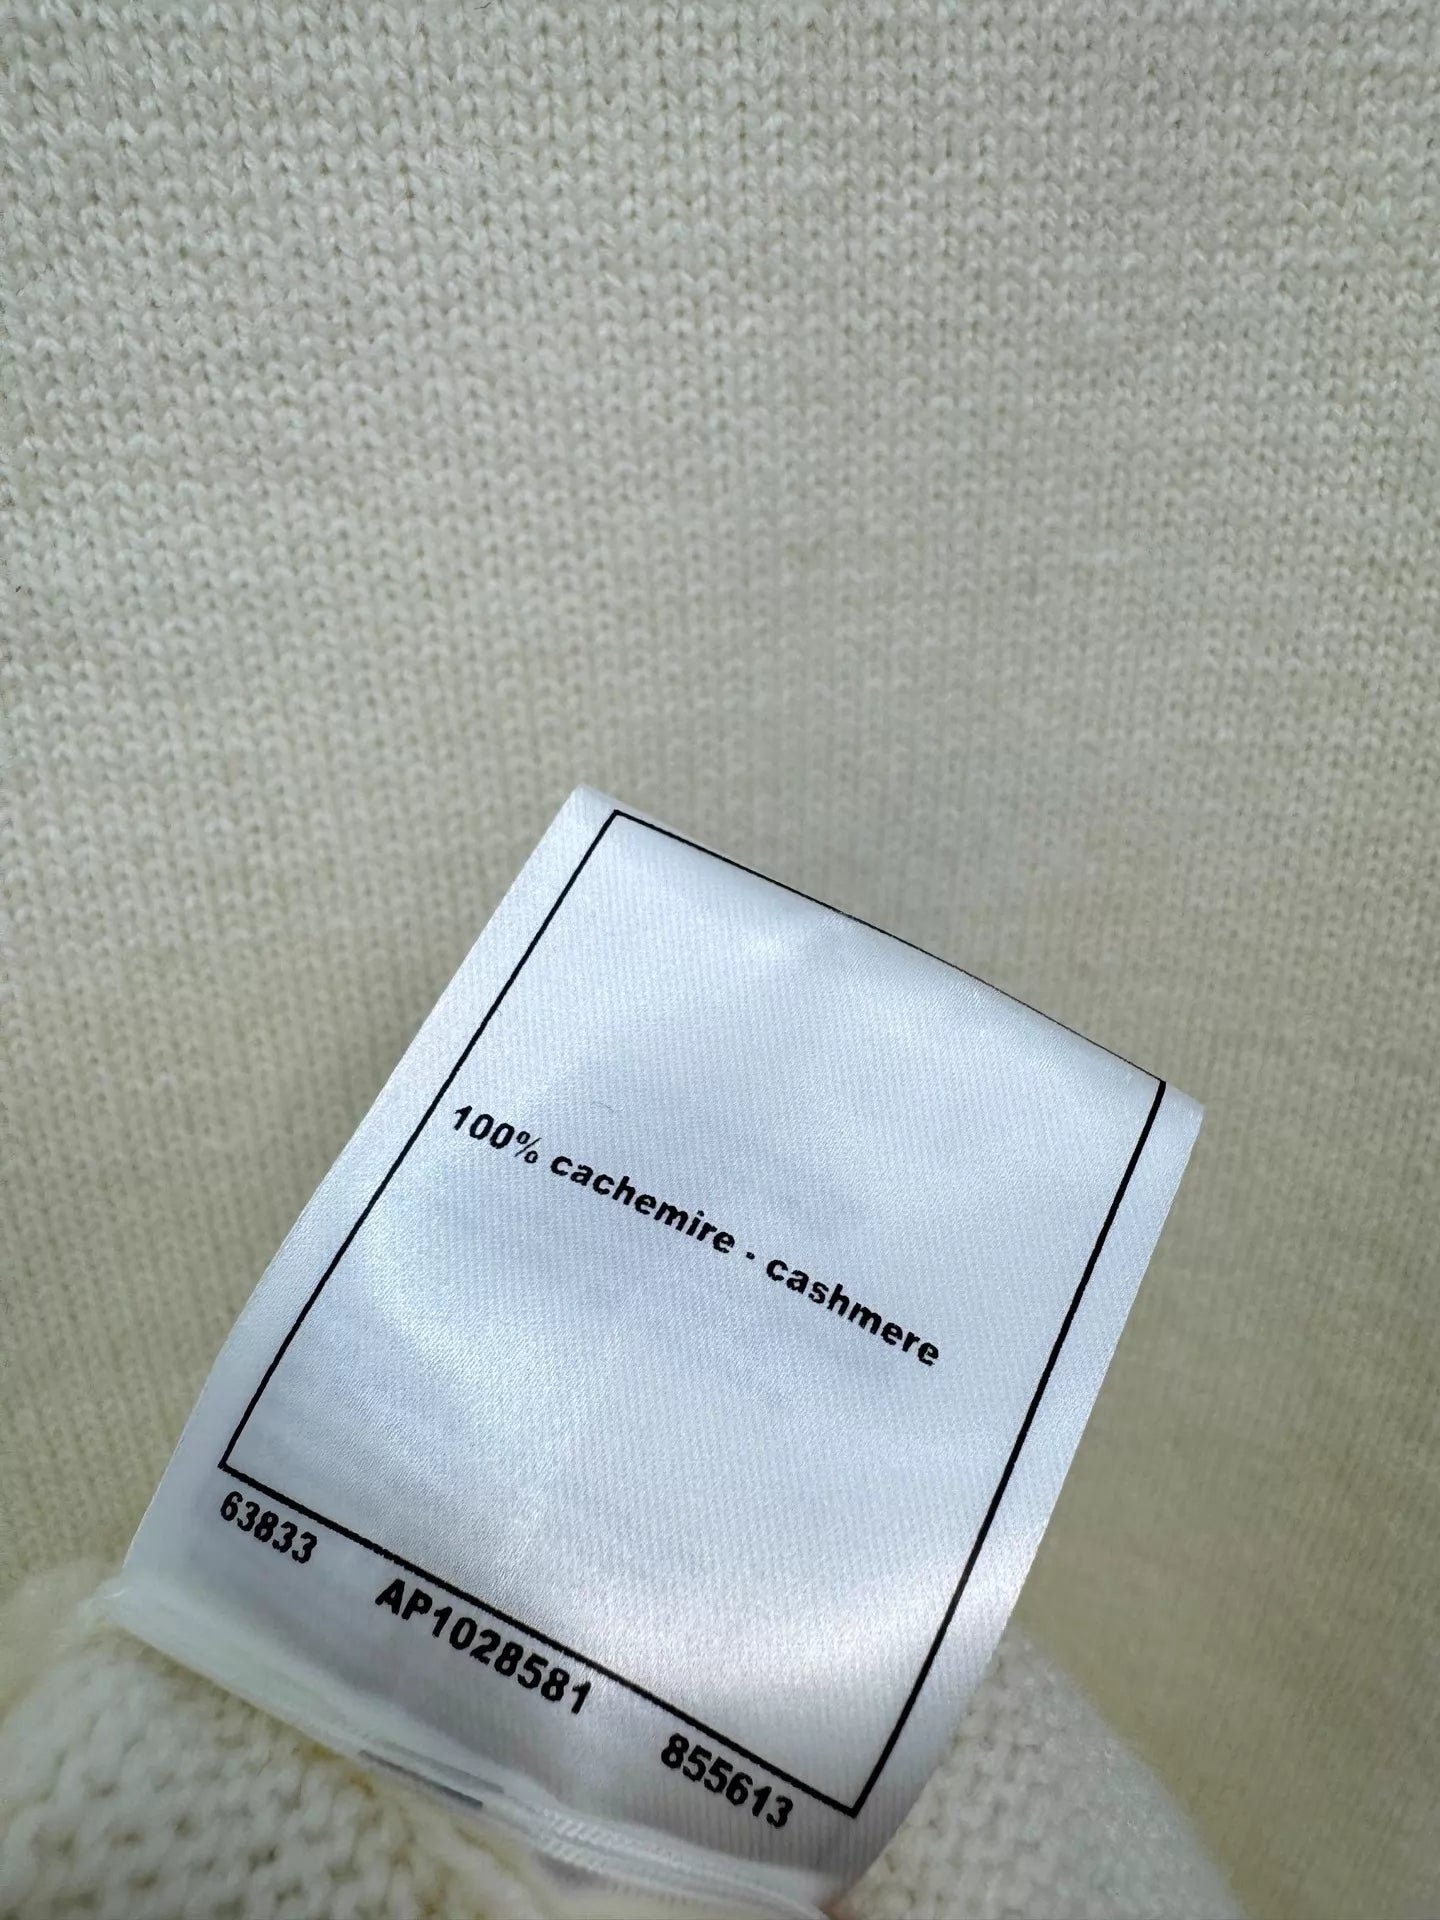 100% cachemire - cashmere
63833 AP1028581 855613